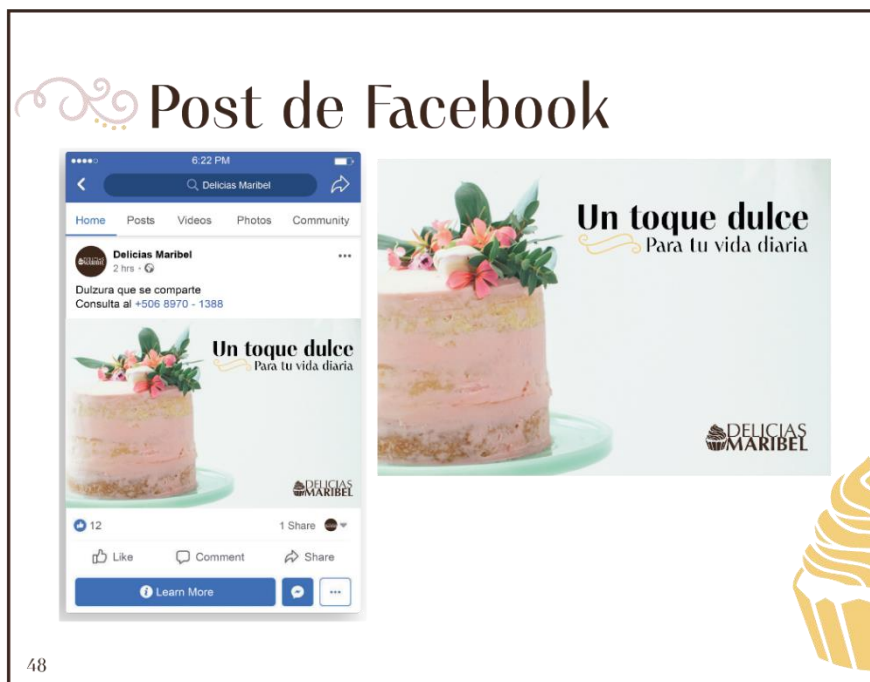 Post de Facebook
6:22 PM
Delicias Maribel
Home Posts Videos Photos Community
Delicias Maribel
2 hrs
Dulzura que se comparte
Consulta al +506 8970 - 1388
Un toque dulce
Para tu vida diaria
DELICIAS
MARIBEL
12
1 Share
Like Comment Share
Learn More
Un toque dulce
Para tu vida diaria
DELICIAS
MARIBEL
48